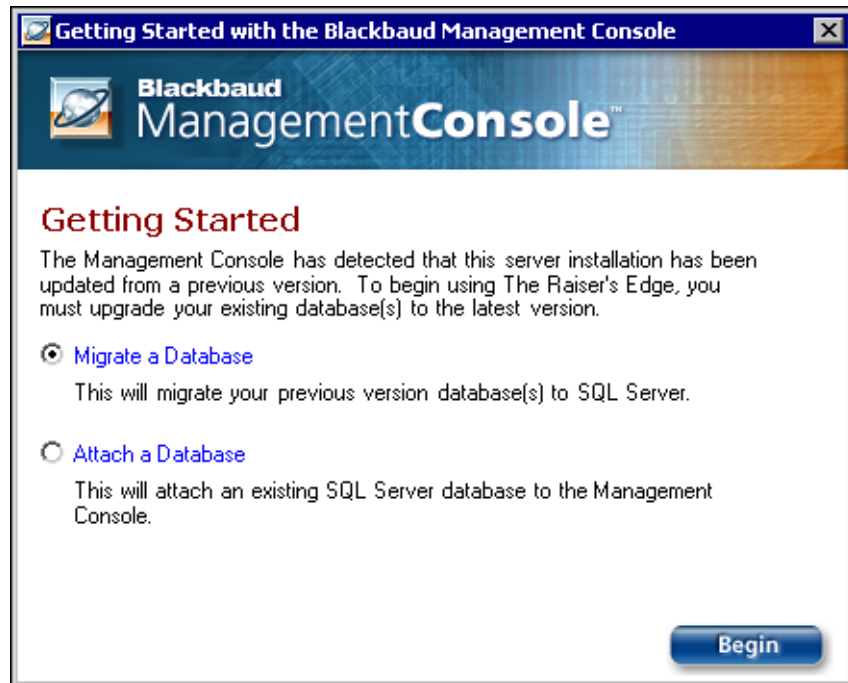 Getting Started with the Blackbaud Management Console
Blackbaud
ManagementConsole™
Getting Started
The Management Console has detected that this server installation has been
updated from a previous version. To begin using The Raiser's Edge, you
must upgrade your existing database(s) to the latest version.
Migrate a Database
This will migrate your previous version database(s) to SQL Server.
Attach a Database
This will attach an existing SQL Server database to the Management
Console.
Begin